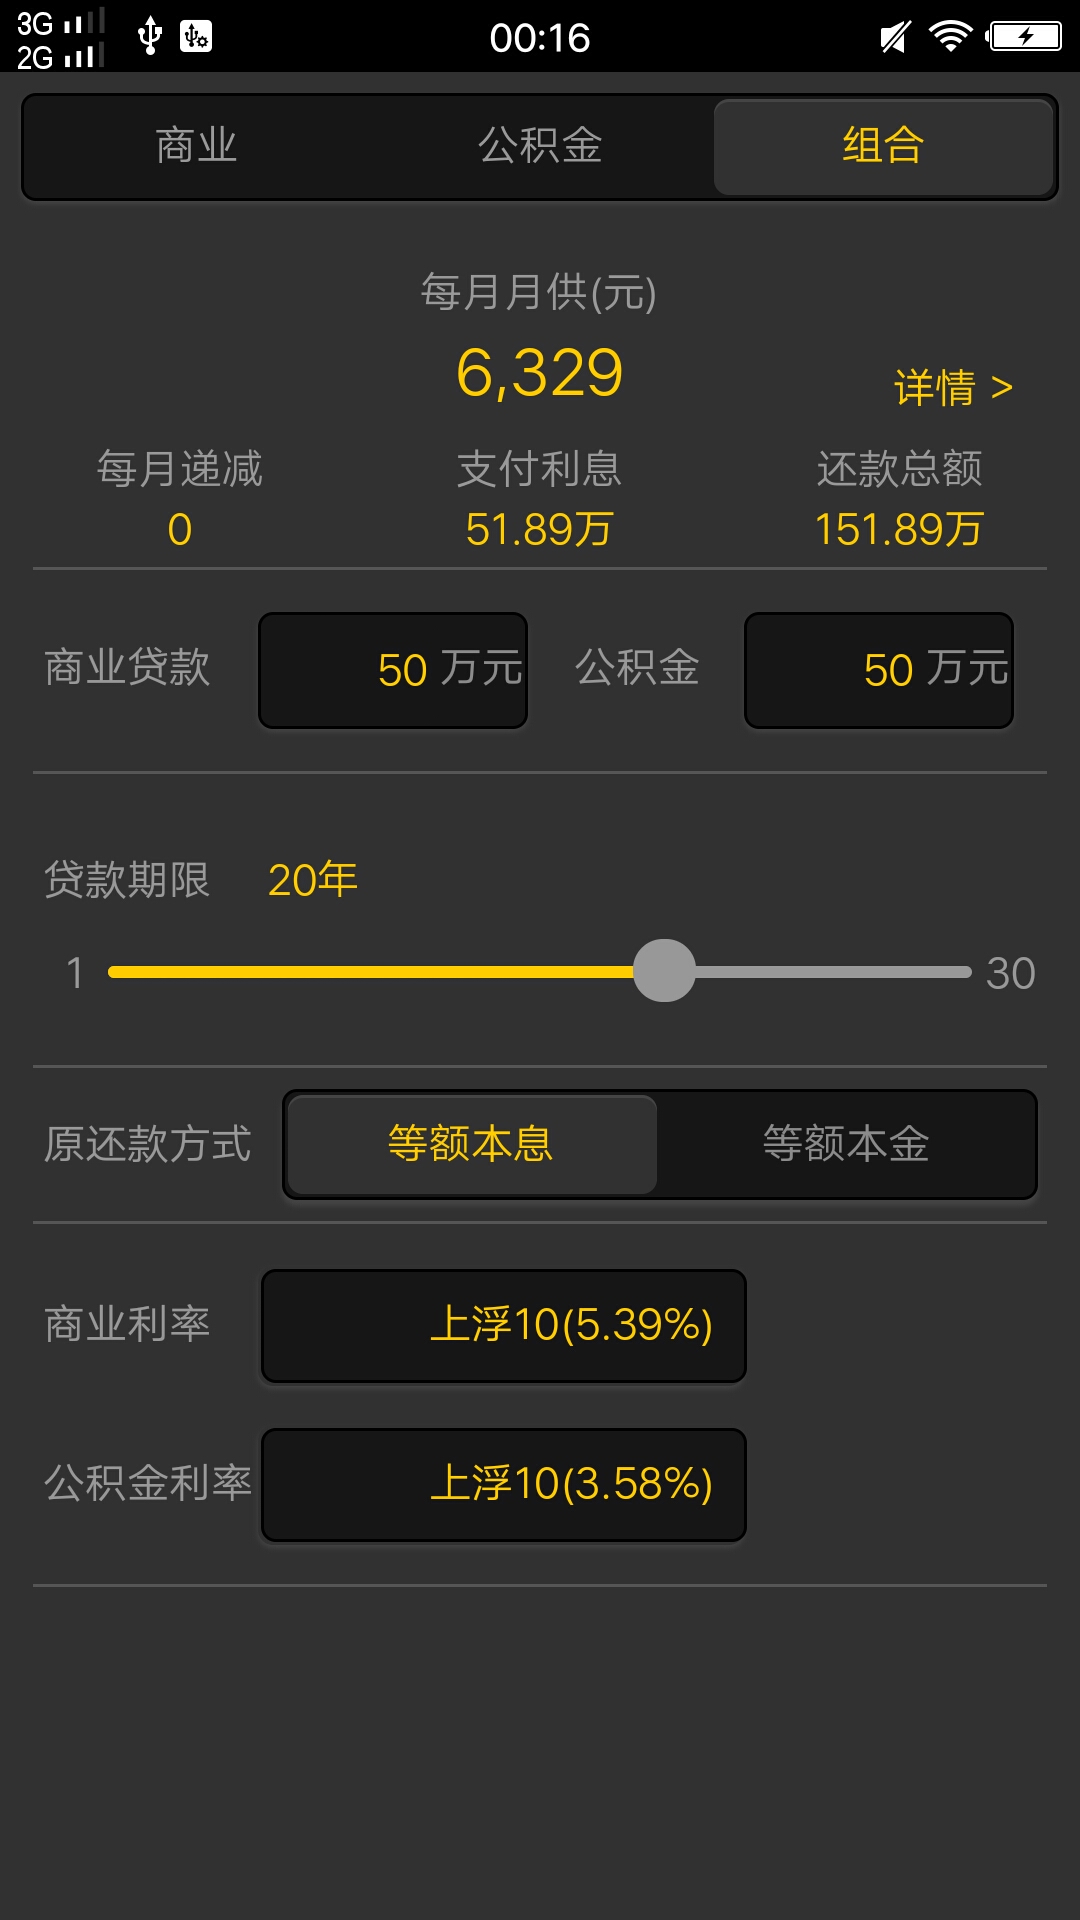 3G
2G
00:16
商业 公积金 组合
每月月供(元)
6,329
详情 >
每月递减 支付利息 还款总额
0 51.89万 151.89万
商业贷款 50 万元 公积金 50 万元
贷款期限 20年
1 30
原还款方式 等额本息 等额本金
商业利率 上浮10(5.39%)
公积金利率 上浮10(3.58%)